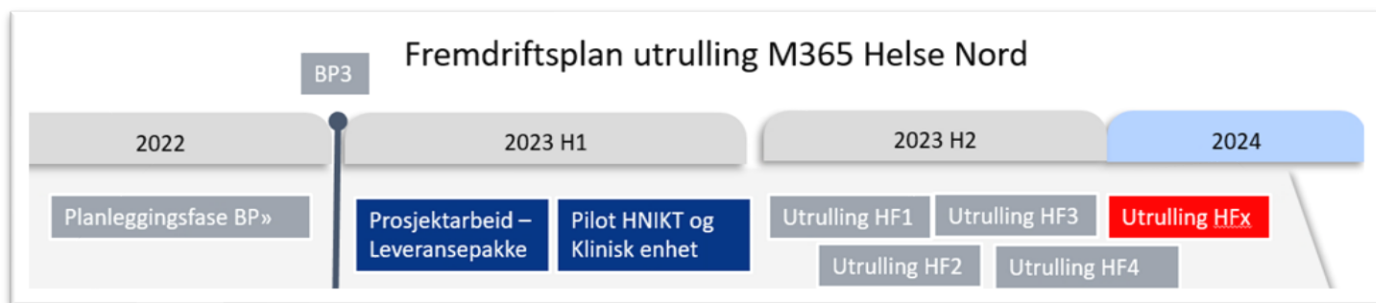 Fremdriftsplan utrulling M365 Helse Nord
BP3
2022
2023 H1
2023 H2
2024
Planleggingsfase BP»
Prosjektarbeid –
Leveransepakke
Pilot HNIKT og
Klinisk enhet
Utrulling HF1
Utrulling HF3
Utrulling HFx
Utrulling HF2
Utrulling HF4